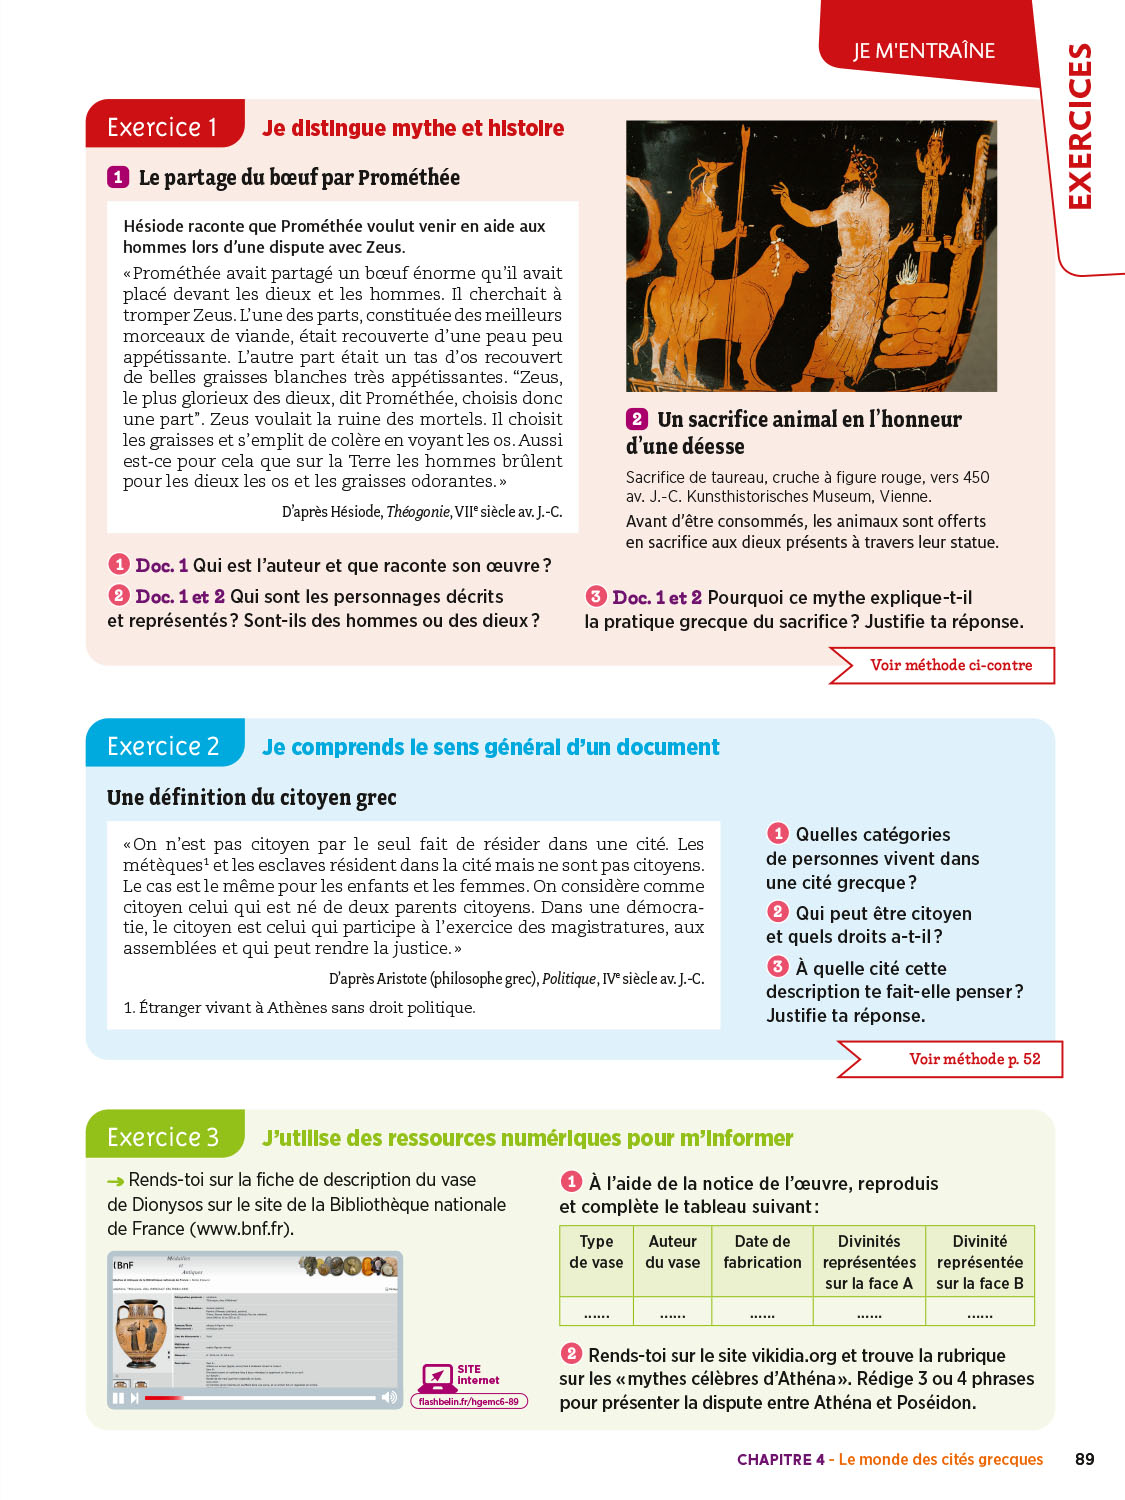 JE M'ENTRAÎNE
EXERCICES
Exercice 1
Je distingue mythe et histoire
1 Le partage du bœuf par Prométhée
Hésiode raconte que Prométhée voulut venir en aide aux
hommes lors d'une dispute avec Zeus.
«Prométhée avait partagé un bœuf énorme qu'il avait
placé devant les dieux et les hommes. Il cherchait à
tromper Zeus. L'une des parts, constituée des meilleurs
morceaux de viande, était recouverte d'une peau peu
appétissante. L'autre part était un tas d'os recouvert
de belles graisses blanches très appétissantes. “Zeus,
le plus glorieux des dieux, dit Prométhée, choisis donc
une part”. Zeus voulait la ruine des mortels. Il choisit
les graisses et s'emplit de colère en voyant les os. Aussi
est-ce pour cela que sur la Terre les hommes brûlent
pour les dieux les os et les graisses odorantes.»
D'après Hésiode, Théogonie, VIIe siècle av. J.-C.
2 Un sacrifice animal en l'honneur
d'une déesse
Sacrifice de taureau, cruche à figure rouge, vers 450
av. J.-C. Kunsthistorisches Museum, Vienne.
Avant d'être consommés, les animaux sont offerts
en sacrifice aux dieux présents à travers leur statue.
1 Doc. 1 Qui est l'auteur et que raconte son œuvre?
2 Doc. 1 et 2 Qui sont les personnages décrits
et représentés? Sont-ils des hommes ou des dieux?
3 Doc. 1 et 2 Pourquoi ce mythe explique-t-il
la pratique grecque du sacrifice? Justifie ta réponse.
Voir méthode ci-contre
Exercice 2
Je comprends le sens général d'un document
Une définition du citoyen grec
«On n'est pas citoyen par le seul fait de résider dans une cité. Les
métèques1 et les esclaves résident dans la cité mais ne sont pas citoyens.
Le cas est le même pour les enfants et les femmes. On considère comme
citoyen celui qui est né de deux parents citoyens. Dans une démocra-
tie, le citoyen est celui qui participe à l'exercice des magistratures, aux
assemblées et qui peut rendre la justice.»
D'après Aristote (philosophe grec), Politique, IVe siècle av. J.-C.
1. Étranger vivant à Athènes sans droit politique.
1 Quelles catégories
de personnes vivent dans
une cité grecque?
2 Qui peut être citoyen
et quels droits a-t-il?
3 À quelle cité cette
description te fait-elle penser?
Justifie ta réponse.
Voir méthode p. 52
Exercice 3
J'utilise des ressources numériques pour m'informer
Rends-toi sur la fiche de description du vase
de Dionysos sur le site de la Bibliothèque nationale
de France (www.bnf.fr).
BnF
Médailles
et
Antiques
SITE
internet
flashbelin.fr/hgemc6-89
1 À l'aide de la notice de l'œuvre, reproduis
et complète le tableau suivant:
Type
de vase
Auteur
du vase
Date de
fabrication
Divinités
représentées
sur la face A
Divinité
représentée
sur la face B
......
......
......
......
......
2 Rends-toi sur le site vikidia.org et trouve la rubrique
sur les «mythes célèbres d'Athéna». Rédige 3 ou 4 phrases
pour présenter la dispute entre Athéna et Poséidon.
CHAPITRE 4 - Le monde des cités grecques 89